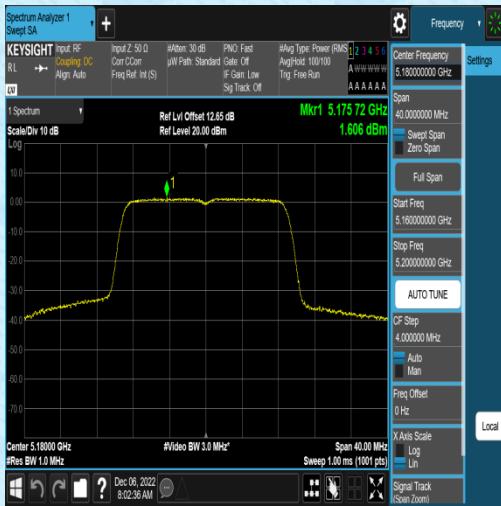 Spectrum Analyzer 1
Swept SA
Frequency
KEYSIGHT
RL
LXI
Input: RF
Coupling: DC
Align: Auto
Input Z: 50 Ω
Corr CCorr
Freq Ref: Int (S)
#Atten: 30 dB
µW Path: Standard
PNO: Fast
Gate: Off
IF Gain: Low
Sig Track: Off
#Avg Type: Power (RMS
Avg|Hold: 100/100
Trig: Free Run
1 2 3 4 5 6
A W W W W W
A A A A A A
1 Spectrum
Scale/Div 10 dB
Log
Ref Lvl Offset 12.65 dB
Ref Level 20.00 dBm
Mkr1 5.175 72 GHz
1.606 dBm
10.0
0.00
-10.0
-20.0
-30.0
-40.0
-50.0
-60.0
-70.0
1
Center 5.18000 GHz
#Res BW 1.0 MHz
#Video BW 3.0 MHz*
Span 40.00 MHz
Sweep 1.00 ms (1001 pts)
Dec 06, 2022
8:02:36 AM
Center Frequency
5.180000000 GHz
Span
40.0000000 MHz
Swept Span
Zero Span
Full Span
Start Freq
5.160000000 GHz
Stop Freq
5.200000000 GHz
AUTO TUNE
CF Step
4.000000 MHz
Auto
Man
Freq Offset
0 Hz
X Axis Scale
Log
Lin
Signal Track
(Span Zoom)
Settings
Local